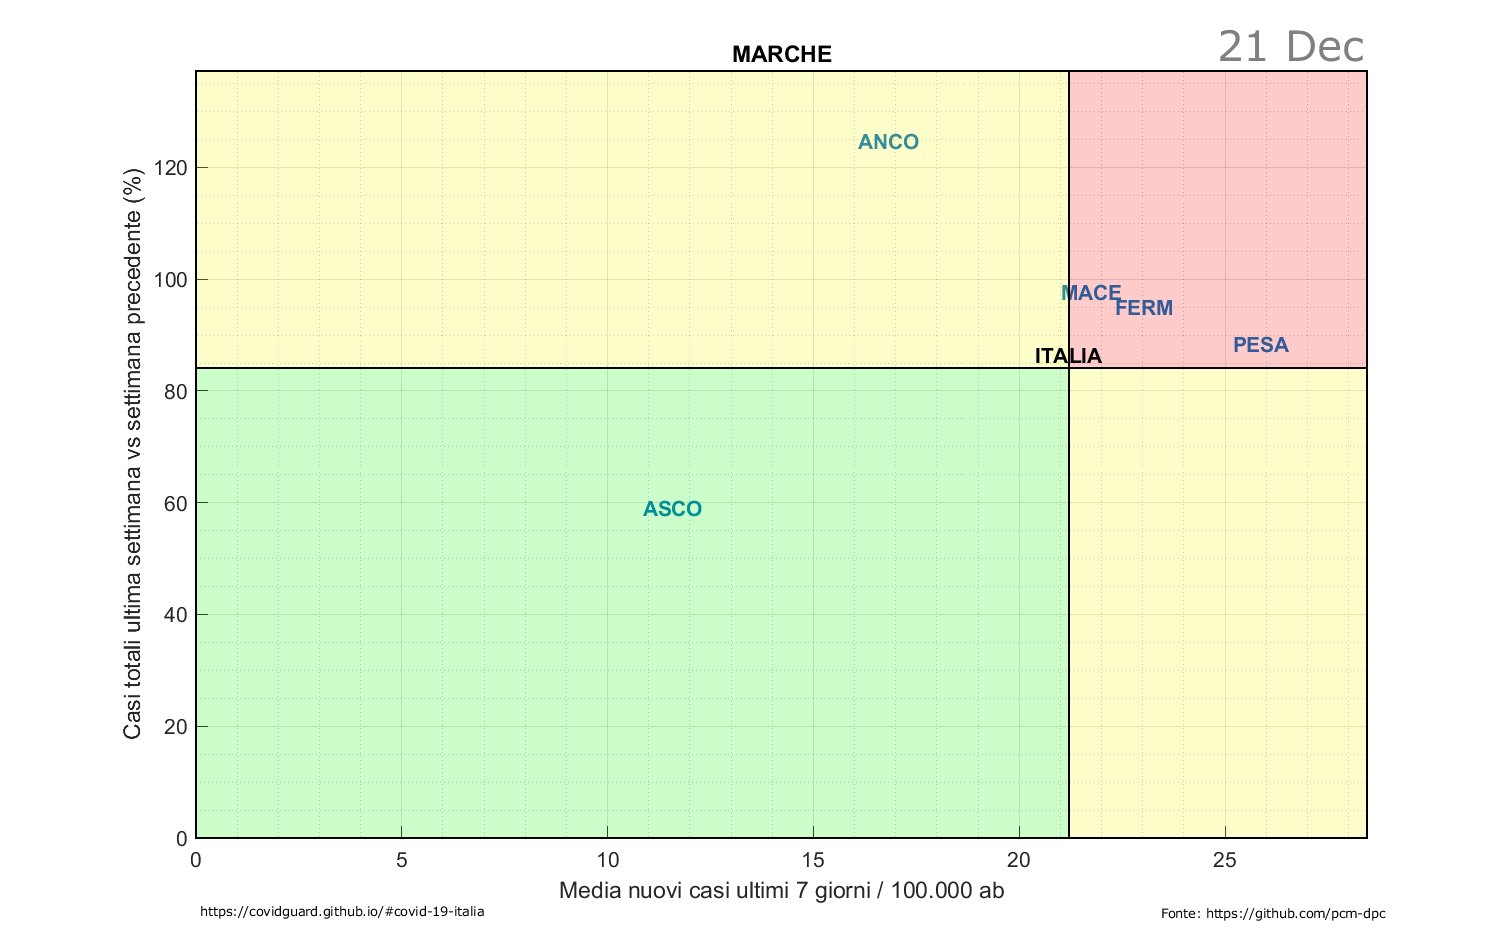 21 Dec
MARCHE
Casi totali ultima settimana vs settimana precedente (%)
120
100
80
60
40
20
0
ANCO
MACE
FERM
PESA
ITALIA
ASCO
0 5 10 15 20 25
Media nuovi casi ultimi 7 giorni / 100.000 ab
https://covidguard.github.io/#covid-19-italia
Fonte: https://github.com/pcm-dpc